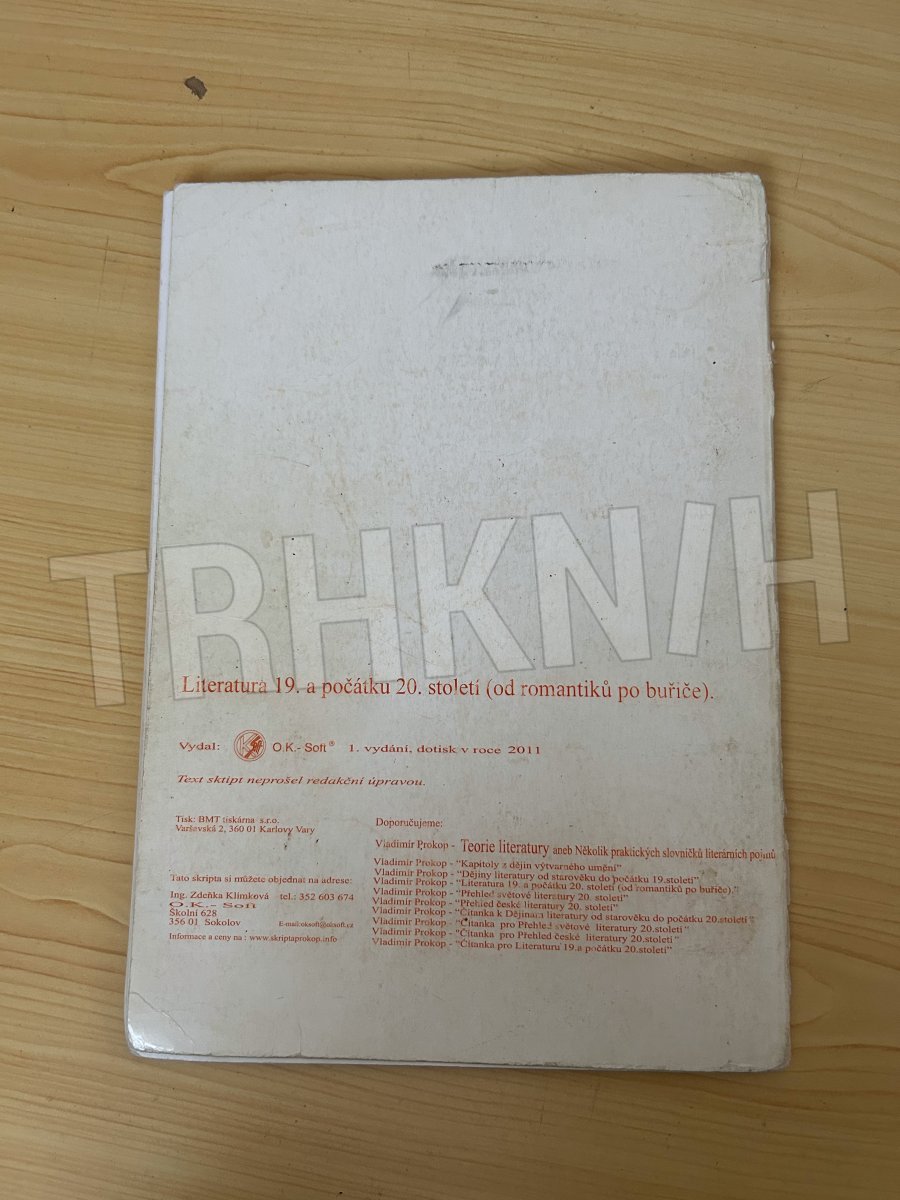 TRHKNIH
Literatura 19. a počátku 20. století (od romantiků po buřiče).
Vydal: O.K.- Soft ® 1. vydání, dotisk v roce 2011
Text sktipt neprošel redakční úpravou.
Tisk: BMT tiskárna s.r.o.
Varšavská 2, 360 01 Karlovy Vary
Tato skripta si můžete objednat na adrese:
Ing. Zdeňka Klímková tel.: 352 603 674
O.K.- Soft
Školní 628
356 01 Sokolov E-mail:oksoft@oksoft.cz
Informace a ceny na : www.skriptaprokop.info
Doporučujeme:
Vladimír Prokop - Teorie literatury aneb Několik praktických slovníčků literárních pojmů
Vladimír Prokop - "Kapitoly z dějin výtvarného umění"
Vladimír Prokop - "Dějiny literatury od starověku do počátku 19.století"
Vladimír Prokop - "Literatura 19. a počátku 20. století (od romantiků po buřiče)."
Vladimír Prokop - "Přehled světové literatury 20. století"
Vladimír Prokop - "Přehled české literatury 20. století"
Vladimír Prokop - "Čítanka k Dějinám literatury od starověku do počátku 20.století "
Vladimír Prokop - "Čítanka pro Přehled světové literatury 20.století "
Vladimír Prokop - "Čítanka pro Přehled české literatury 20.století "
Vladimír Prokop - "Čítanka pro Literaturu 19.a počátku 20.století"